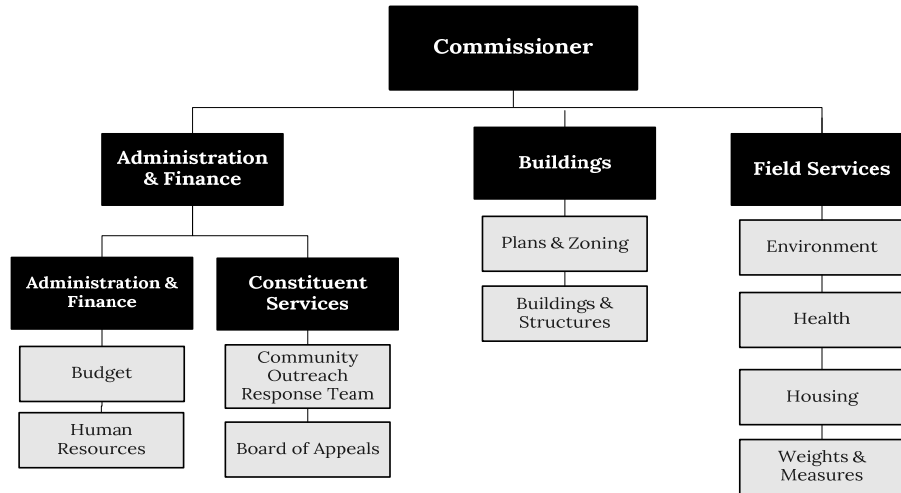 Commissioner
Administration
& Finance
Buildings
Field Services
Administration &
Finance
Constituent
Services
Plans & Zoning
Buildings &
Structures
Environment
Health
Housing
Weights &
Measures
Budget
Human
Resources
Community
Outreach
Response Team
Board of Appeals